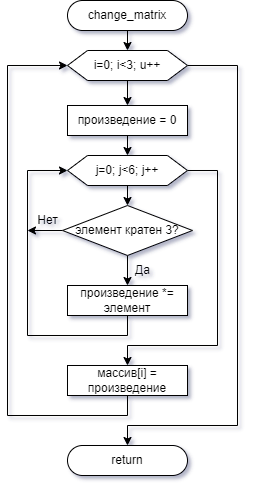 change_matrix
i=0; i<3; u++
произведение = 0
j=0; j<6; j++
Нет
элемент кратен 3?
Да
произведение *=
элемент
массив[i] =
произведение
return